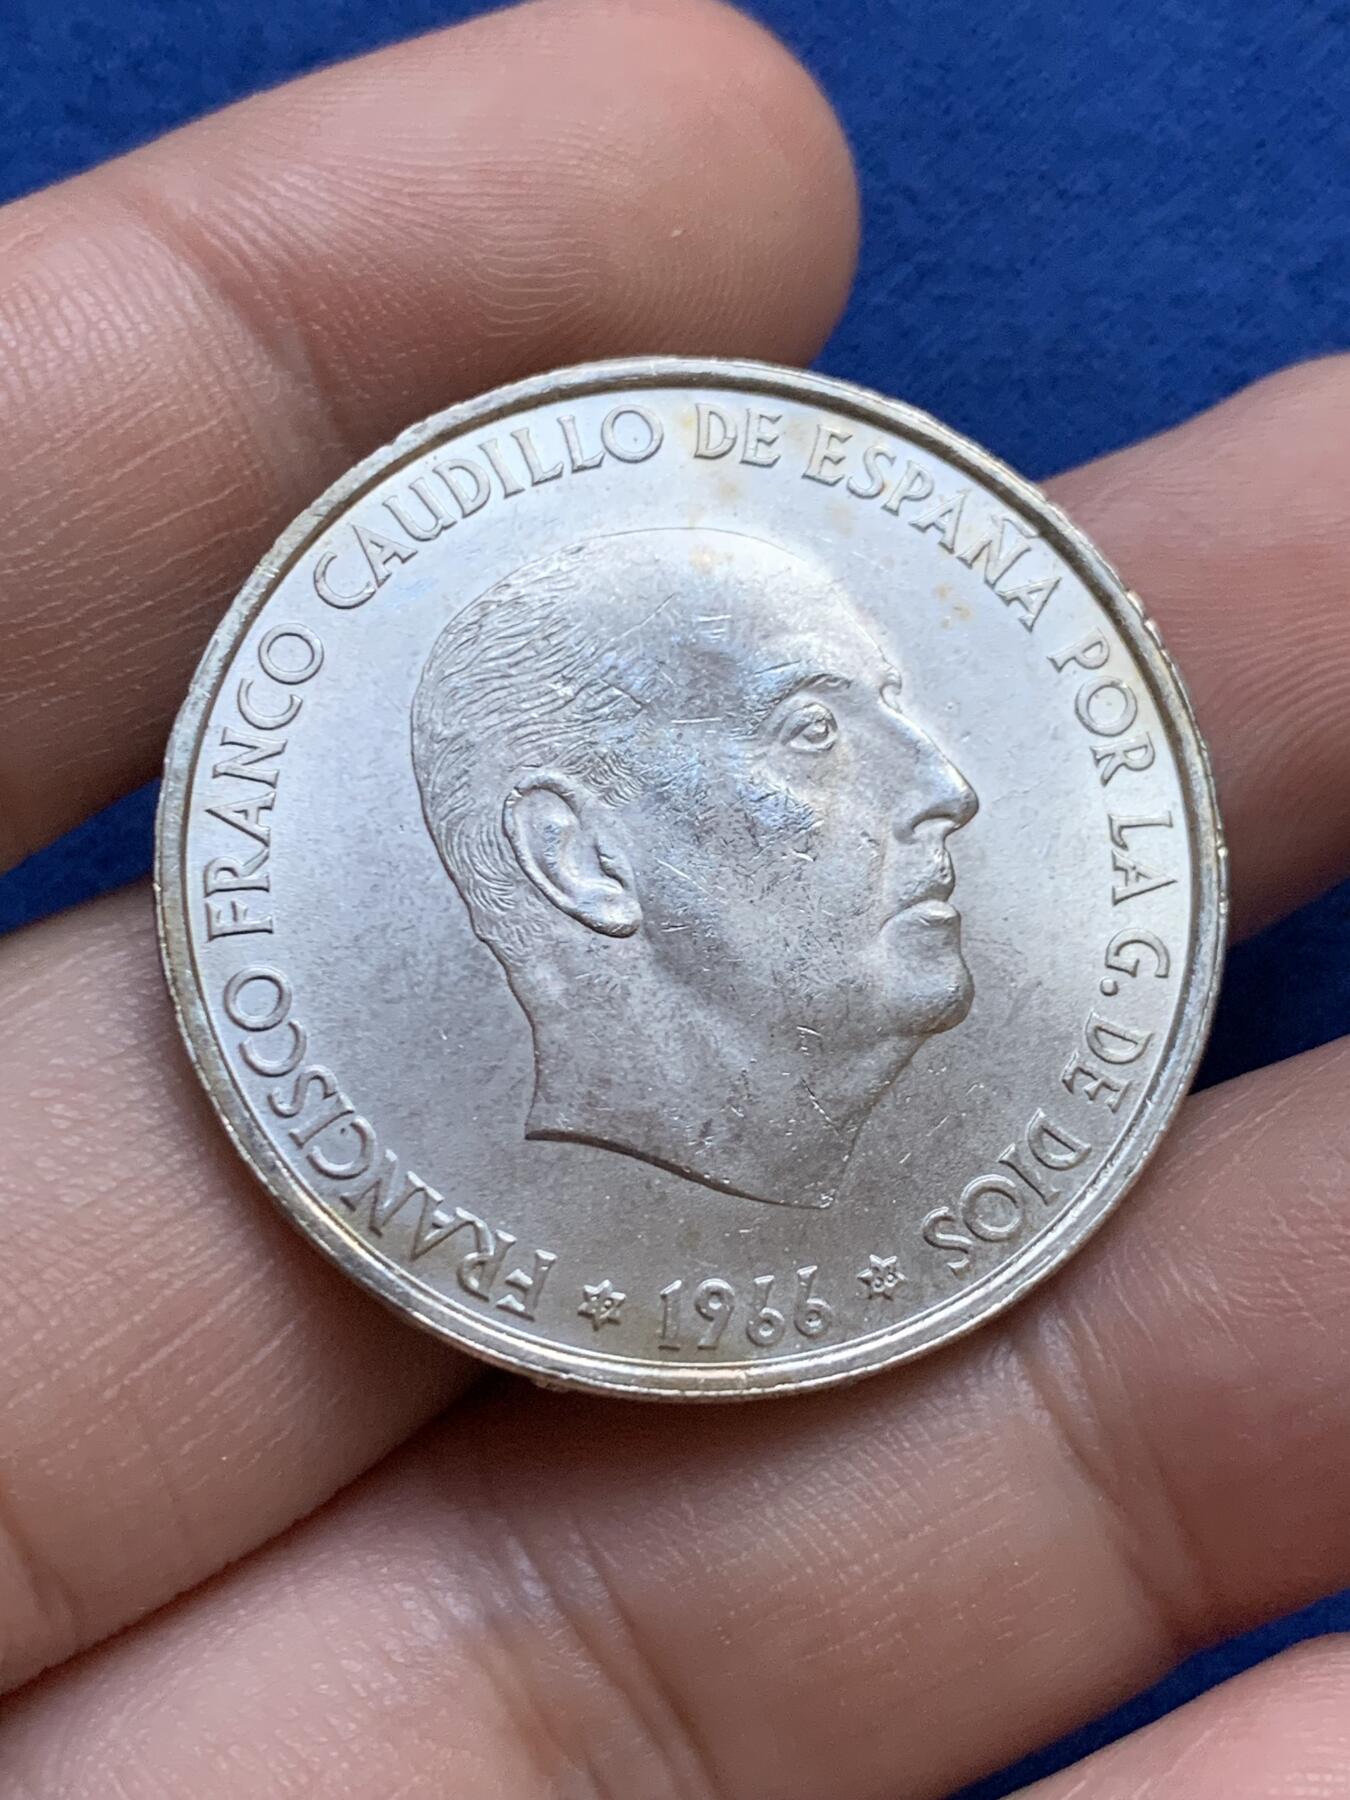 FRANCISCO FRANCO CAUDILLO DE ESPAÑA POR LA G. DE DIOS
1966